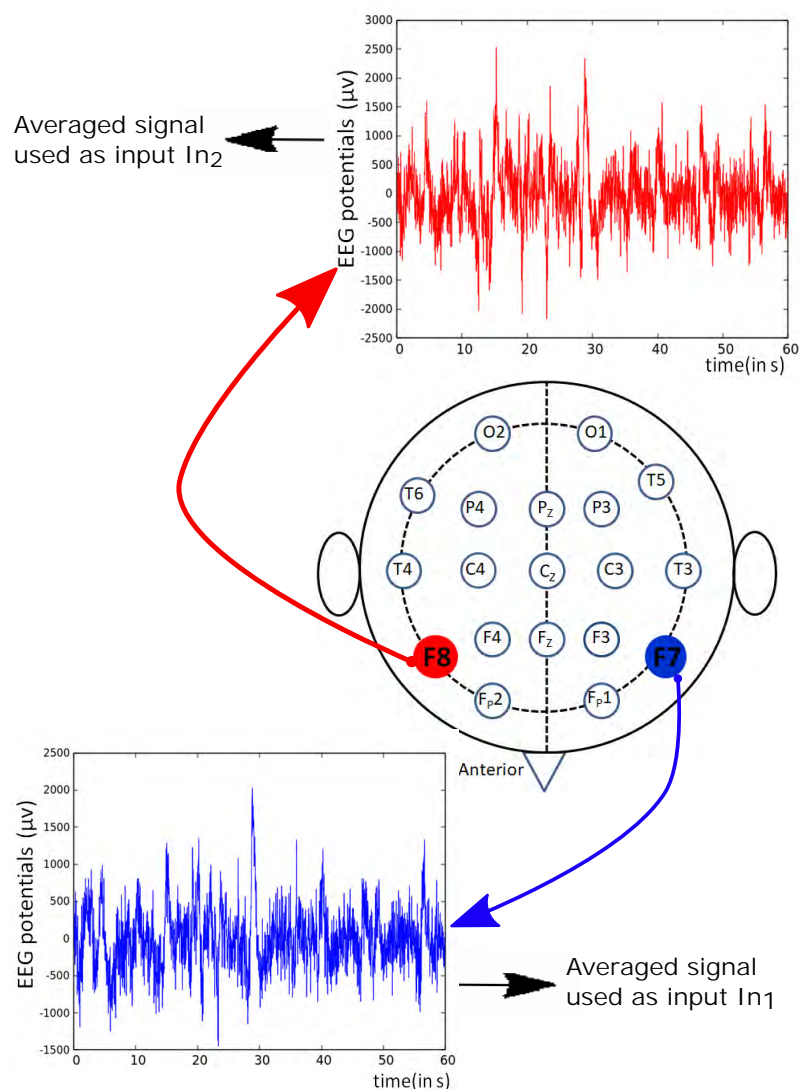 3000
2500
2000
1500
1000
500
0
-500
-1000
-1500
-2000
-2500
EEG potentials (µv)
0 10 20 30 40 50 60
time(in s)
Averaged signal
used as input In2
O2 O1
T6 T5
P4 PZ P3
T4 C4 CZ C3 T3
F8 F4 FZ F3 F7
FP2 FP1
Anterior
2500
2000
1500
1000
500
0
-500
-1000
-1500
EEG potentials (µv)
0 10 20 30 40 50 60
time(in s)
Averaged signal
used as input In1